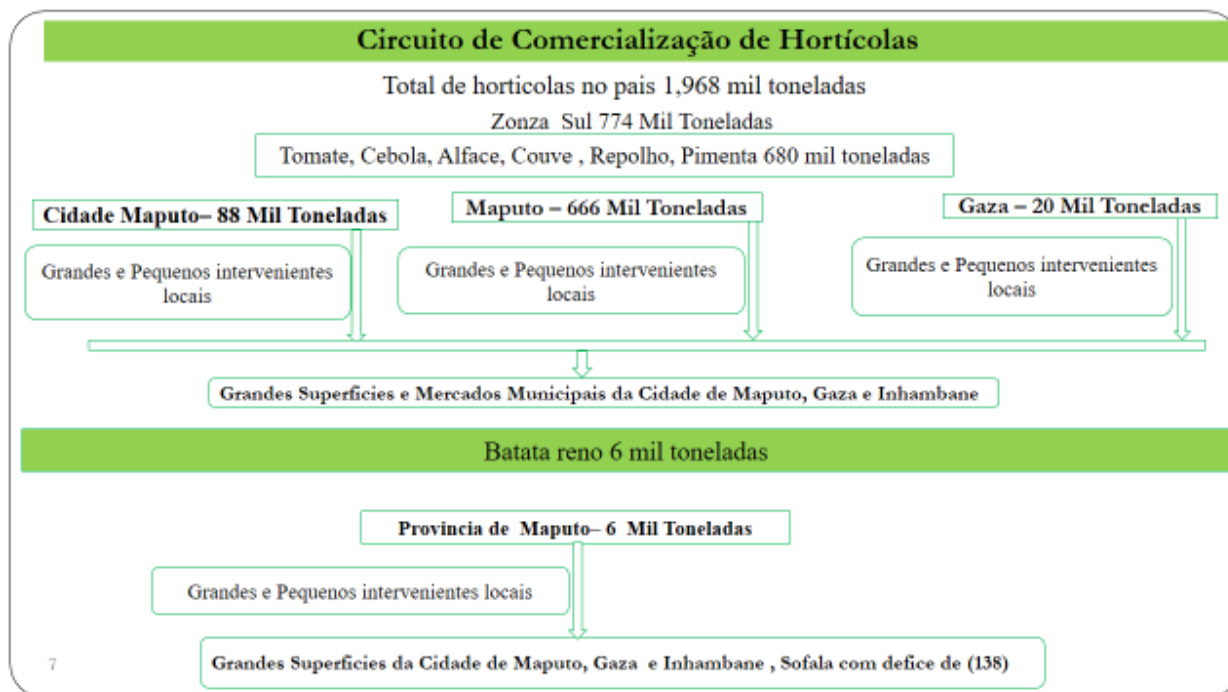 Circuito de Comercialização de Hortícolas
Total de horticolas no pais 1,968 mil toneladas
Zonza Sul 774 Mil Toneladas
Tomate, Cebola, Alface, Couve , Repolho, Pimenta 680 mil toneladas
Cidade Maputo– 88 Mil Toneladas
Maputo – 666 Mil Toneladas
Gaza – 20 Mil Toneladas
Grandes e Pequenos intervenientes
locais
Grandes e Pequenos intervenientes
locais
Grandes e Pequenos intervenientes
locais
Grandes Superficies e Mercados Municipais da Cidade de Maputo, Gaza e Inhambane
Batata reno 6 mil toneladas
Provincia de Maputo– 6 Mil Toneladas
Grandes e Pequenos intervenientes locais
Grandes Superficies da Cidade de Maputo, Gaza e Inhambane , Sofala com defice de (138)
7